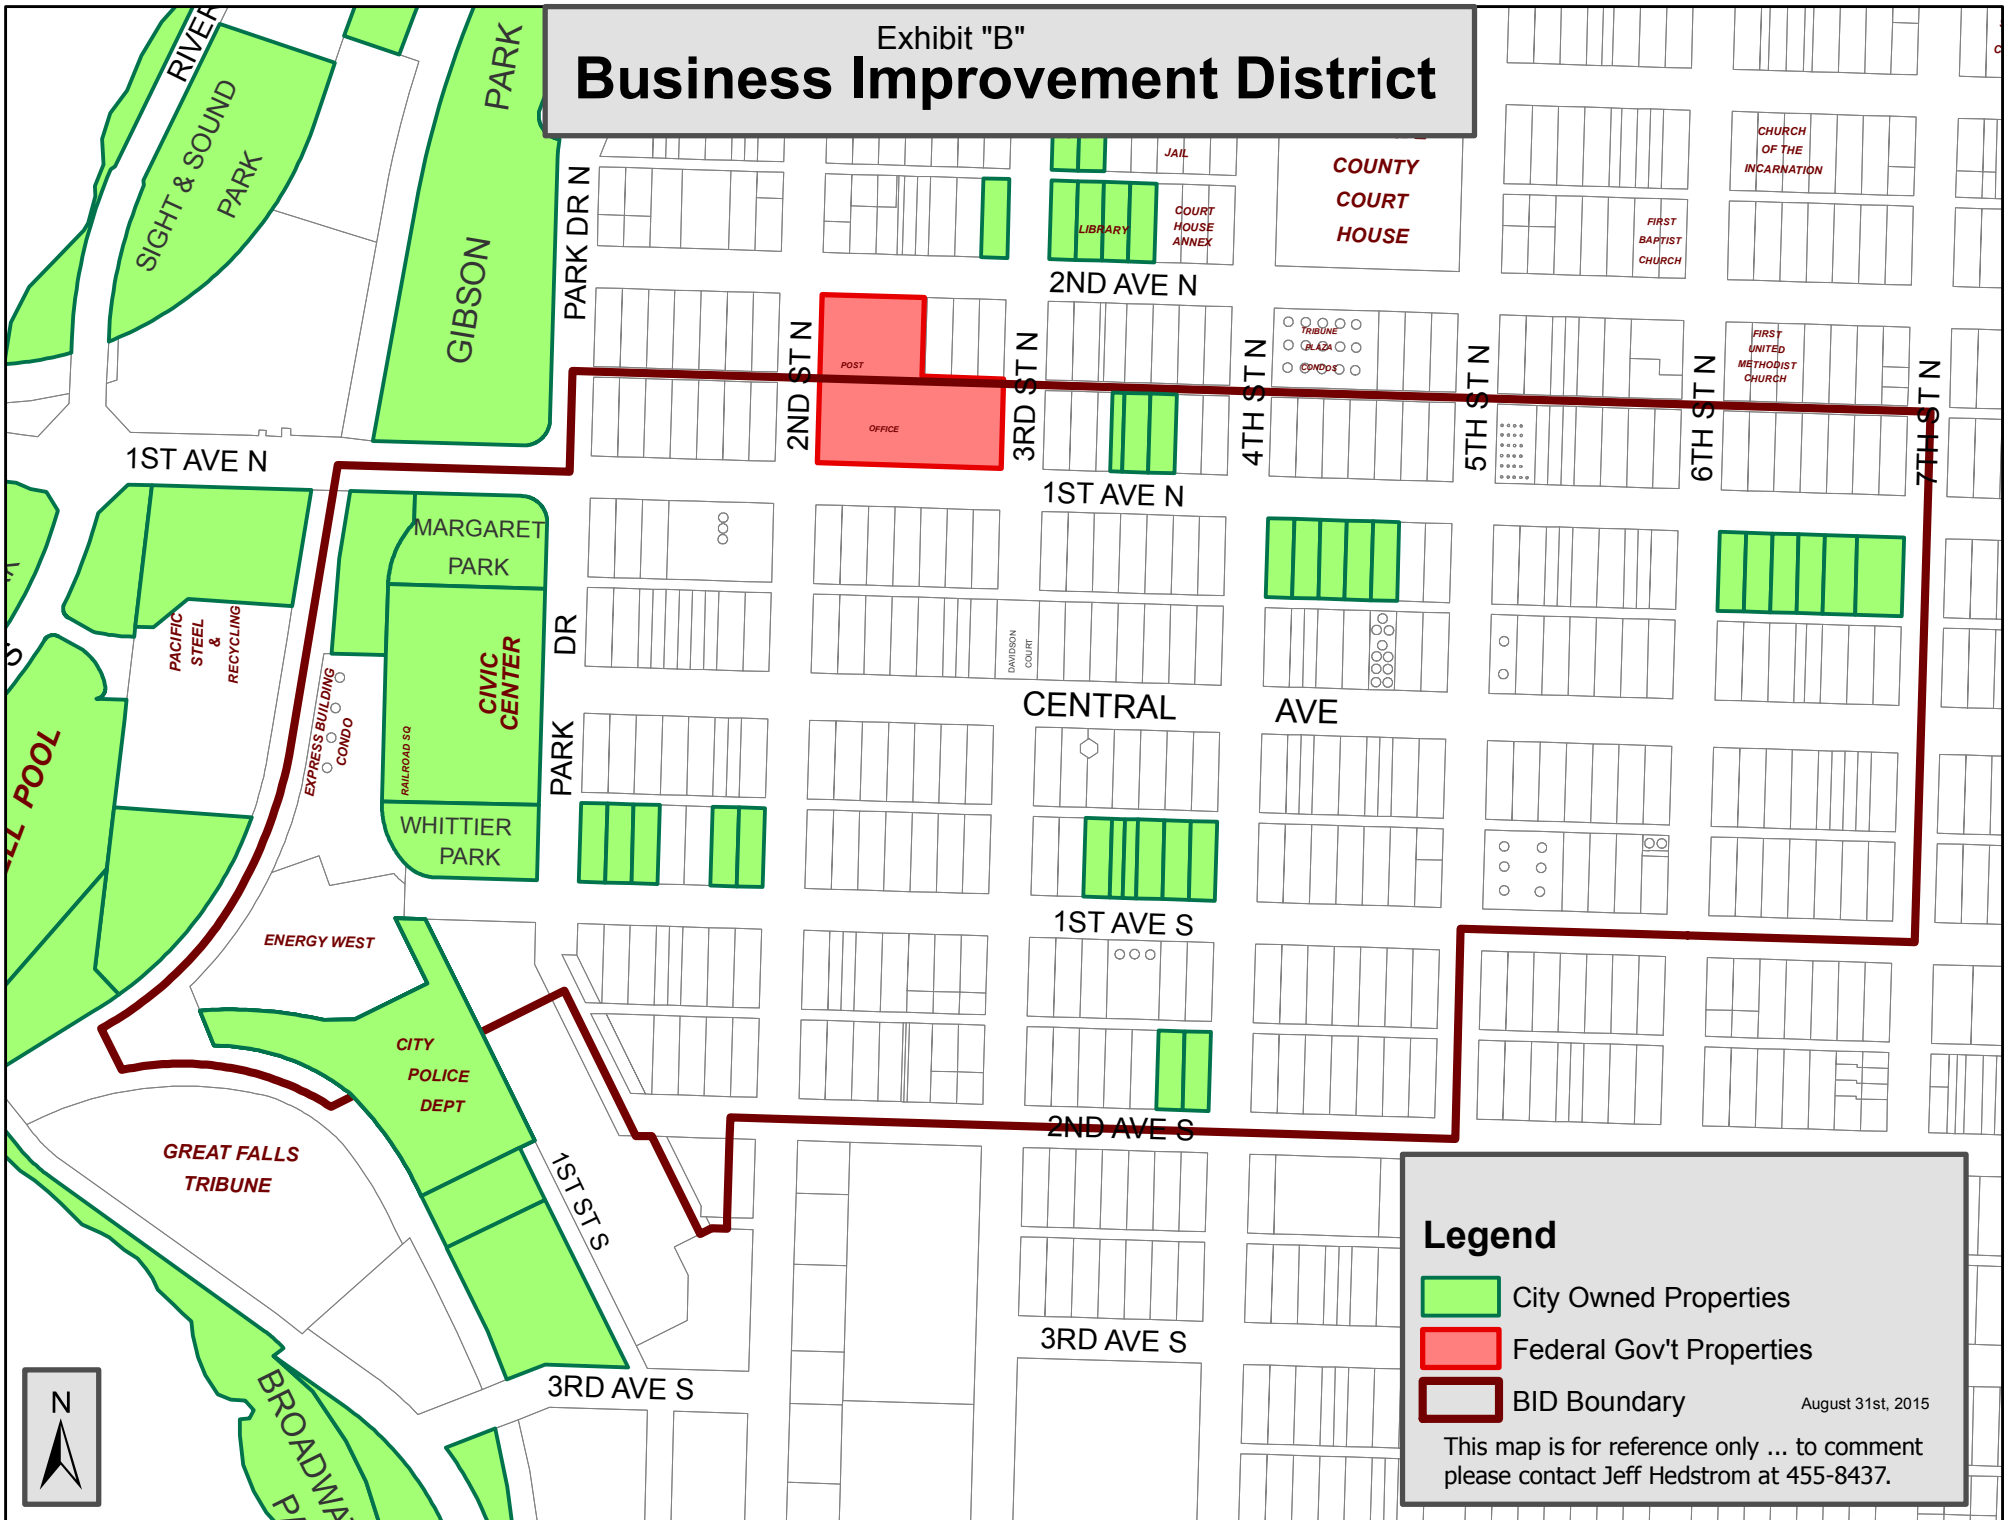 Exhibit "B"
Business Improvement District
RIVER
SIGHT & SOUND
PARK
PARK
GIBSON
PARK DR N
JAIL
LIBRARY
COURT
HOUSE
ANNEX
COUNTY
COURT
HOUSE
CHURCH
OF THE
INCARNATION
FIRST
BAPTIST
CHURCH
2ND AVE N
2ND ST N
POST
OFFICE
3RD ST N
4TH ST N
TRIBUNE
PLAZA
CONDOS
5TH ST N
6TH ST N
FIRST
UNITED
METHODIST
CHURCH
7TH ST N
1ST AVE N
1ST AVE N
MARGARET
PARK
PACIFIC
STEEL
&
RECYCLING
CIVIC
CENTER
RAILROAD SQ
EXPRESS BUILDING
CONDO
DR
PARK
DAVIDSON
COURT
CENTRAL AVE
S
POOL
WHITTIER
PARK
1ST AVE S
ENERGY WEST
CITY
POLICE
DEPT
GREAT FALLS
TRIBUNE
1ST ST S
2ND AVE S
3RD AVE S
3RD AVE S
BROADWA
PA
N
Legend
City Owned Properties
Federal Gov't Properties
BID Boundary
August 31st, 2015
This map is for reference only ... to comment
please contact Jeff Hedstrom at 455-8437.